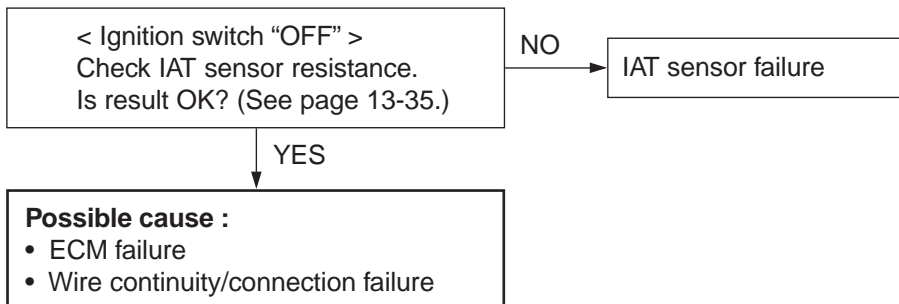 < Ignition switch “OFF” >
Check IAT sensor resistance.
Is result OK? (See page 13-35.)
NO
IAT sensor failure
YES
Possible cause :
• ECM failure
• Wire continuity/connection failure